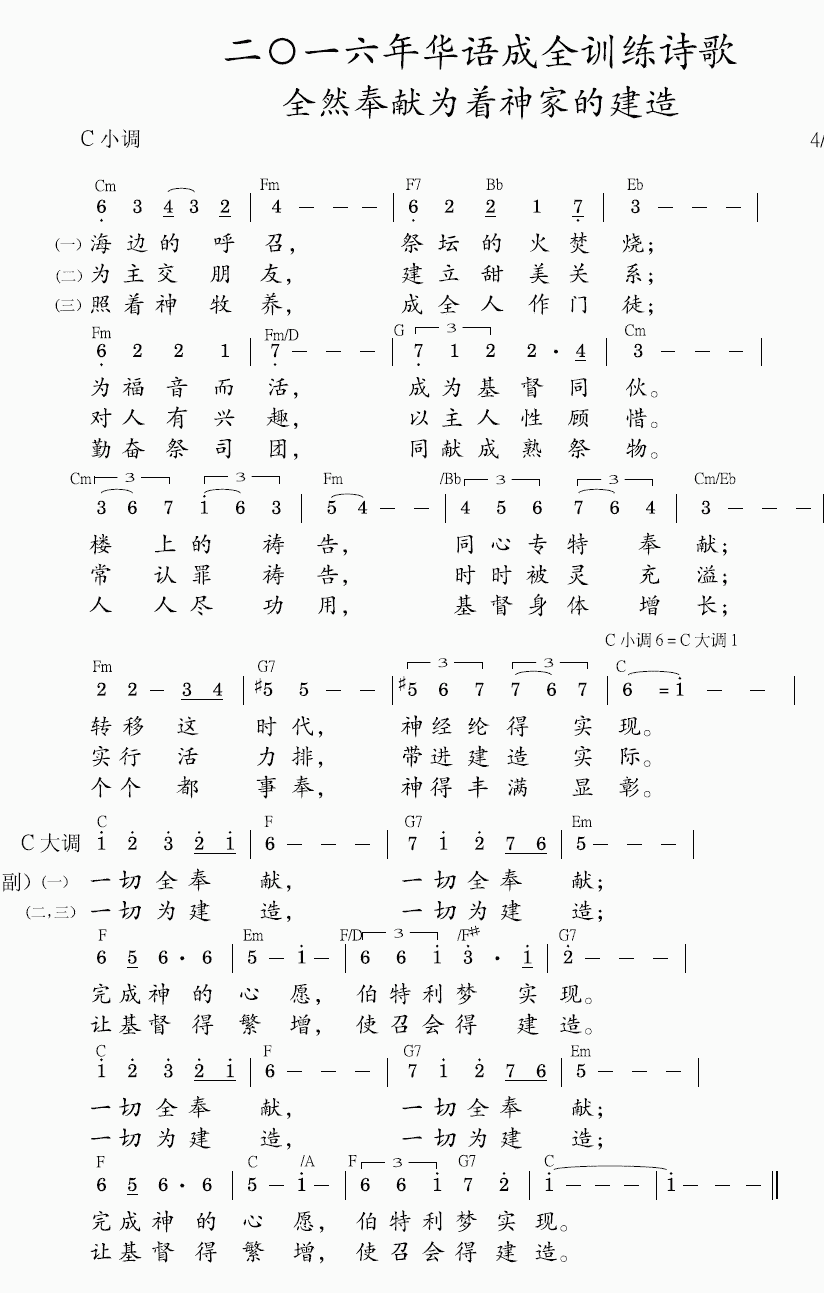 二〇一六年华语成全训练诗歌
全然奉献为着神家的建造
C 小调 4/
Cm Fm F7 Bb Eb
6 3 4 3 2 | 4 — — — | 6 2 2 1 7 | 3 — — — |
(一) 海边的呼召， 祭坛的火焚烧；
(二) 为主交朋友， 建立甜美关系；
(三) 照着神牧养， 成全人作门徒；
Fm Fm/D G 3 Cm
6 2 2 1 | 7 — — — | 7 1 2 2 · 4 | 3 — — — |
为福音而活， 成为基督同伙。
对人有兴趣， 以主人性顾惜。
勤奋祭司团， 同献成熟祭物。
Cm 3 3 Fm /Bb 3 3 Cm/Eb
3 6 7 1 6 3 | 5 4 — — | 4 5 6 7 6 4 | 3 — — — |
楼上的祷告， 同心专特奉献；
常认罪祷告， 时时被灵充溢；
人人尽功用， 基督身体增长；
C 小调 6 = C 大调 1
Fm G7 3 3 C
2 2 — 3 4 | #5 5 — — | #5 6 7 7 6 7 | 6 = 1 — — |
转移这时代， 神经纶得实现。
实行活力排， 带进建造实际。
个个都事奉， 神得丰满显彰。
C F G7 Em
C 大调 1 2 3 2 1 | 6 — — — | 7 1 2 7 6 | 5 — — — |
副) (一) 一切全奉献， 一切全奉献；
(二,三) 一切为建造， 一切为建造；
F Em F/D 3 /F# G7
6 5 6 · 6 | 5 — 1 — | 6 6 1 3 · 1 | 2 — — — |
完成神的心愿， 伯特利梦实现。
让基督得繁增， 使召会得建造。
C F G7 Em
1 2 3 2 1 | 6 — — — | 7 1 2 7 6 | 5 — — — |
一切全奉献， 一切全奉献；
一切为建造， 一切为建造；
F C /A F 3 G7 C
6 5 6 · 6 | 5 — 1 — | 6 6 1 7 2 | 1 — — — | 1 — — — ‖
完成神的心愿， 伯特利梦实现。
让基督得繁增， 使召会得建造。